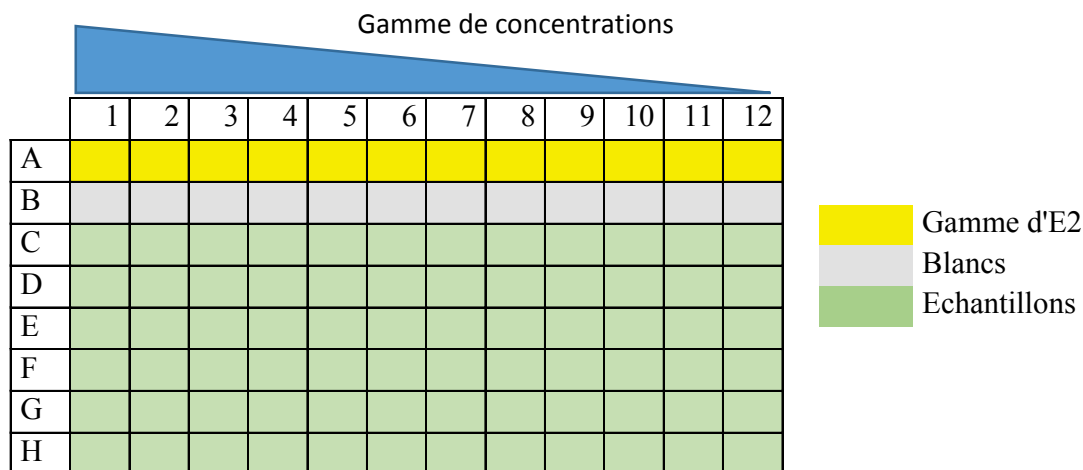 Gamme de concentrations
1 2 3 4 5 6 7 8 9 10 11 12
A
B
C
D
E
F
G
H
Gamme d'E2
Blancs
Echantillons